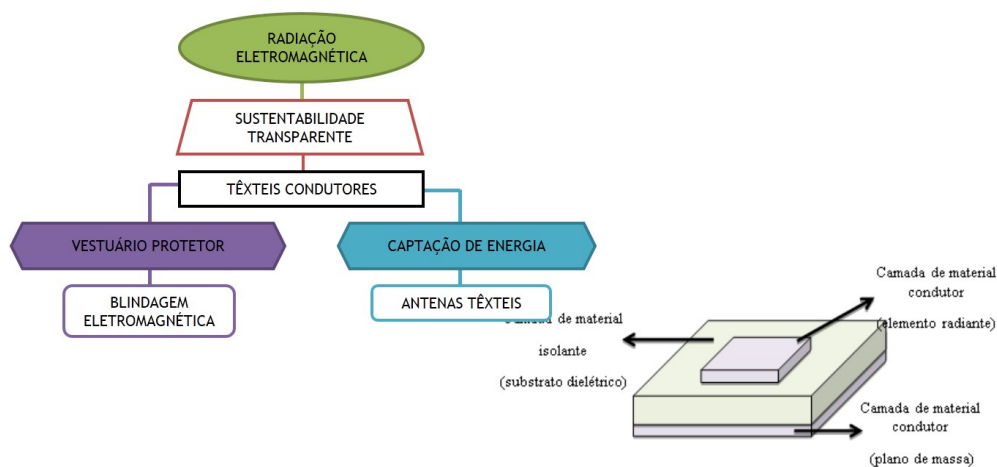 RADIAÇÃO
ELETROMAGNÉTICA
SUSTENTABILIDADE
TRANSPARENTE
TÊXTEIS CONDUTORES
VESTUÁRIO PROTETOR
CAPTAÇÃO DE ENERGIA
BLINDAGEM
ELETROMAGNÉTICA
ANTENAS TÊXTEIS
Camada de material
condutor
(elemento radiante)
Camada de material
isolante
(substrato dielétrico)
Camada de material
condutor
(plano de massa)